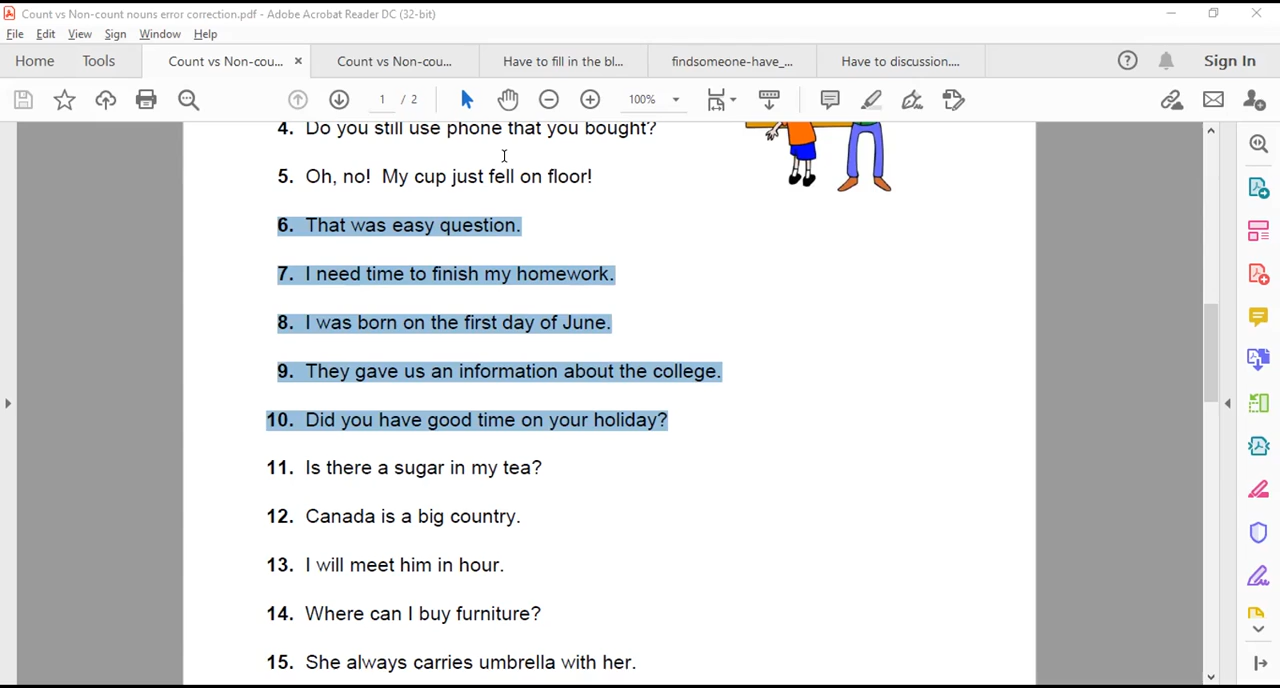 Count vs Non-count nouns error correction.pdf - Adobe Acrobat Reader DC (32-bit)
File Edit View Sign Window Help
Home Tools Count vs Non-cou... × Count vs Non-cou... Have to fill in the bl... findsomeone-have_... Have to discussion.... Sign In
1 / 2 100%
4. Do you still use phone that you bought?
5. Oh, no! My cup just fell on floor!
6. That was easy question.
7. I need time to finish my homework.
8. I was born on the first day of June.
9. They gave us an information about the college.
10. Did you have good time on your holiday?
11. Is there a sugar in my tea?
12. Canada is a big country.
13. I will meet him in hour.
14. Where can I buy furniture?
15. She always carries umbrella with her.